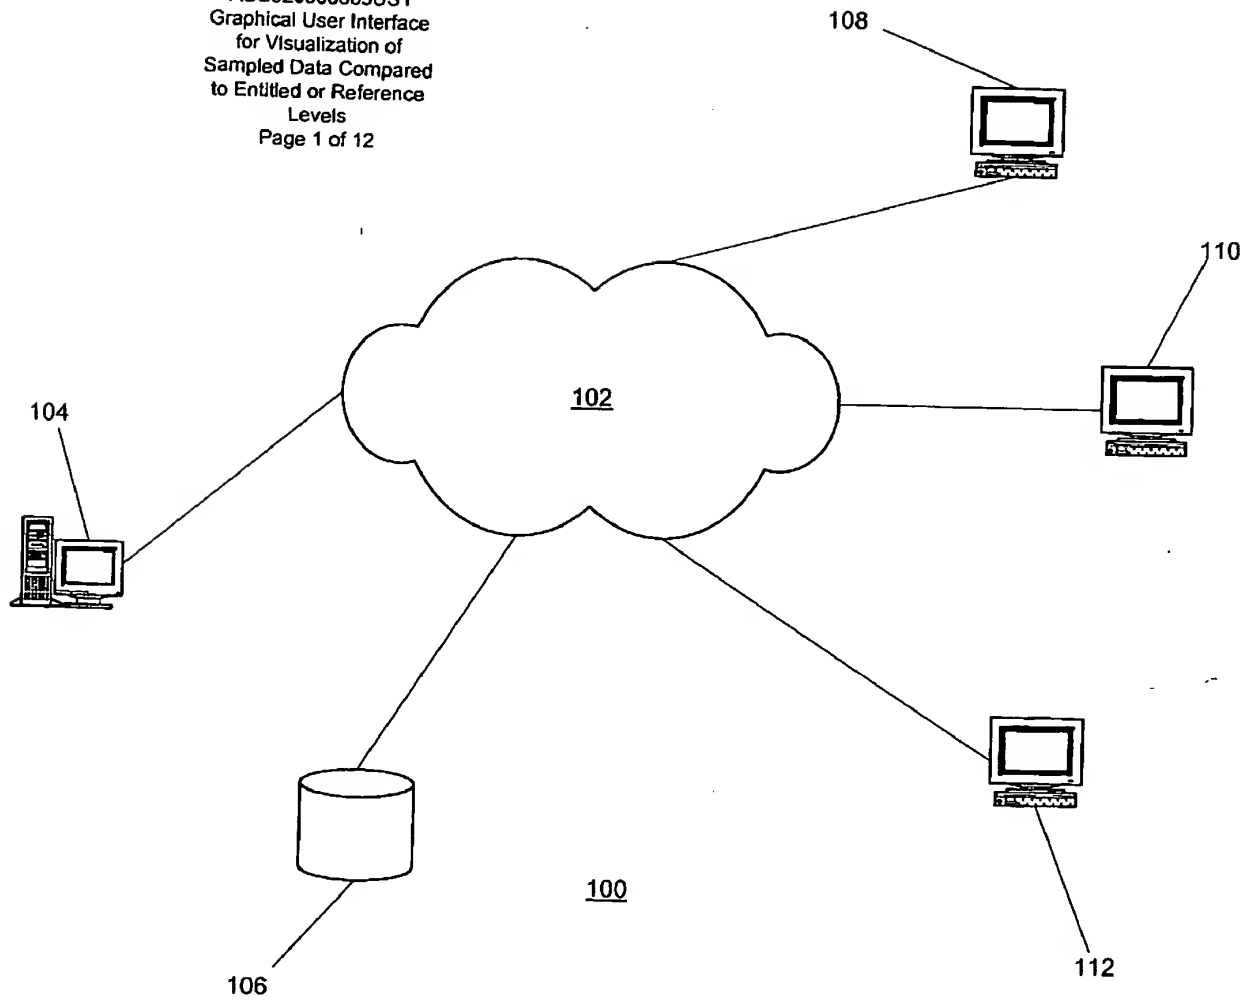 Graphical User Interface
for Visualization of
Sampled Data Compared
to Entitled or Reference
Levels
Page 1 of 12
108
110
102
104
100
106
112